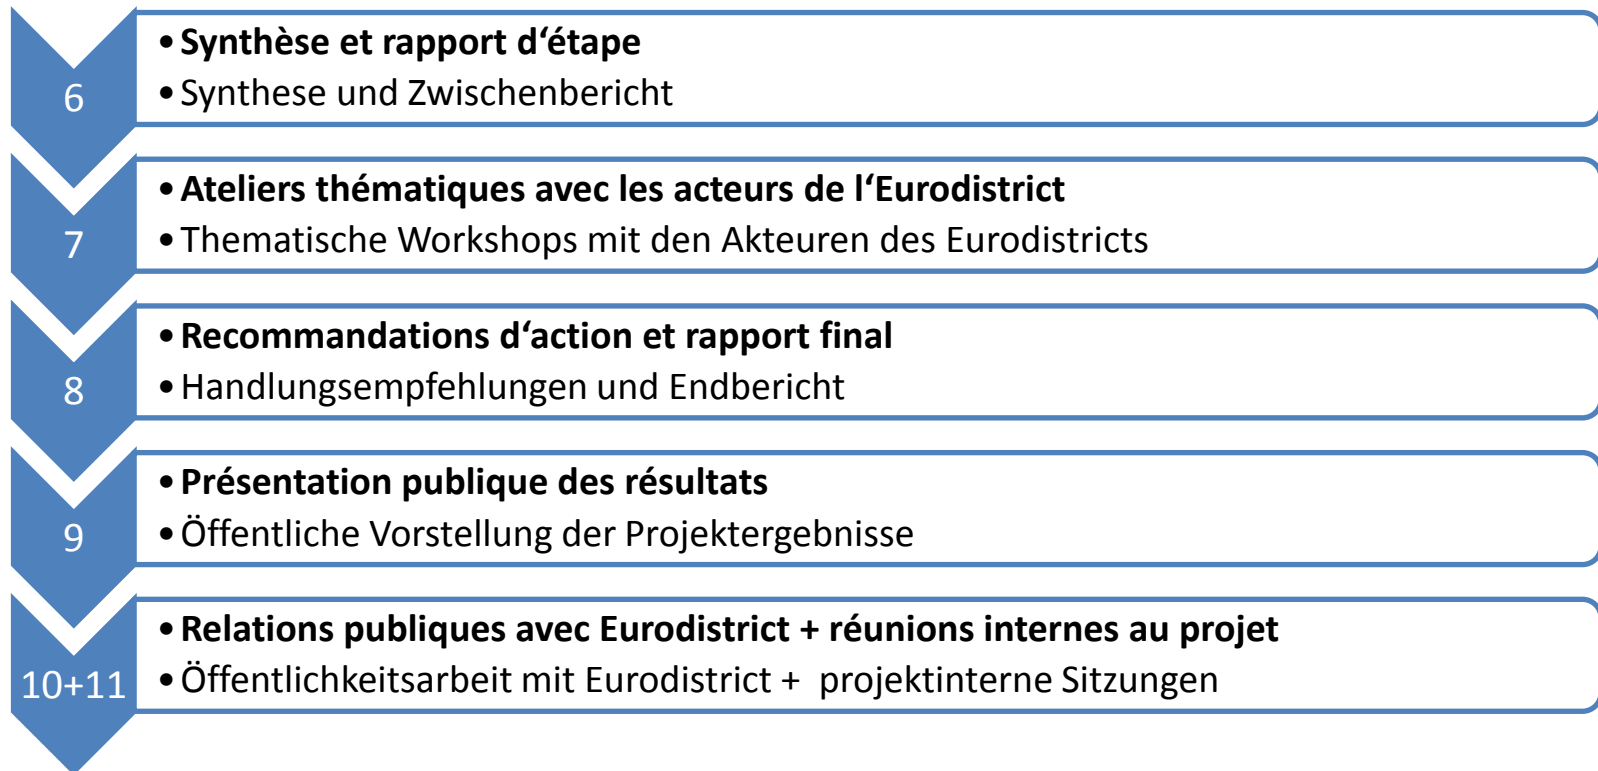 6
• Synthèse et rapport d‘étape
• Synthese und Zwischenbericht
7
• Ateliers thématiques avec les acteurs de l‘Eurodistrict
• Thematische Workshops mit den Akteuren des Eurodistricts
8
• Recommandations d‘action et rapport final
• Handlungsempfehlungen und Endbericht
9
• Présentation publique des résultats
• Öffentliche Vorstellung der Projektergebnisse
10+11
• Relations publiques avec Eurodistrict + réunions internes au projet
• Öffentlichkeitsarbeit mit Eurodistrict +  projektinterne Sitzungen